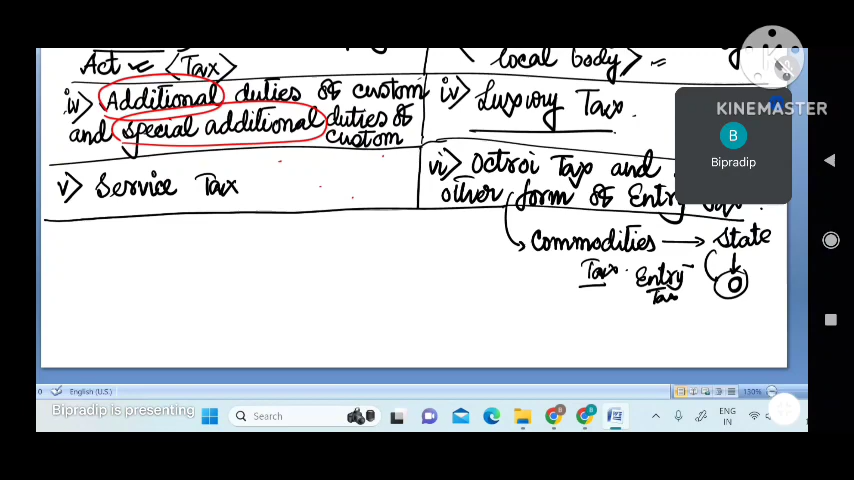 Act <Tax>
local body> =
iv> Additional duties of custom
and special additional duties of custom
iv> Luxury Tax.
v> Service Tax
vi> Octroi Tax and
other form of Entry Tax.
Commodities → State
Tax. Entry Tax
O
KINEMASTER
B
Bipradip
English (U.S.)
130%
Bipradip is presenting
Search
ENG
IN